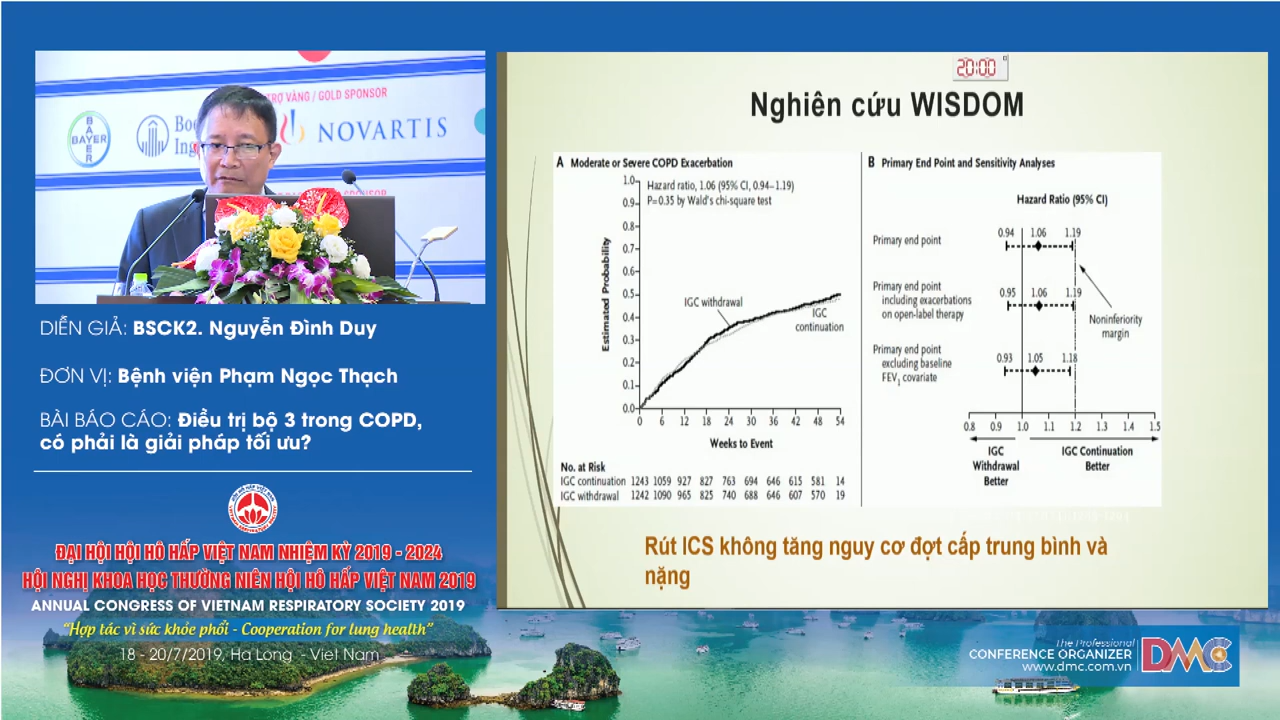 TRỢ VÀNG / GOLD SPONSOR
BAYER
BAYER
NOVARTIS
DIỄN GIẢ: BSCK2. Nguyễn Đình Duy
ĐƠN VỊ: Bệnh viện Phạm Ngọc Thạch
BÀI BÁO CÁO: Điều trị bộ 3 trong COPD,
có phải là giải pháp tối ưu?
ĐẠI HỘI HỘI HÔ HẤP VIỆT NAM NHIỆM KỲ 2019 - 2024
HỘI NGHỊ KHOA HỌC THƯỜNG NIÊN HỘI HÔ HẤP VIỆT NAM 2019
ANNUAL CONGRESS OF VIETNAM RESPIRATORY SOCIETY 2019
“Hợp tác vì sức khỏe phổi - Cooperation for lung health”
18 - 20/7/2019, Ha Long - Viet Nam
20:00
Nghiên cứu WISDOM
A Moderate or Severe COPD Exacerbation
Hazard ratio, 1.06 (95% CI, 0.94–1.19)
P=0.35 by Wald's chi-square test
Estimated Probability
1.0
0.9
0.8
0.7
0.6
0.5
0.4
0.3
0.2
0.1
0.0
IGC withdrawal
IGC
continuation
0 6 12 18 24 30 36 42 48 54
Weeks to Event
No. at Risk
IGC continuation 1243 1059 927 827 763 694 646 615 581 14
IGC withdrawal 1242 1090 965 825 740 688 646 607 570 19
B Primary End Point and Sensitivity Analyses
Hazard Ratio (95% CI)
Primary end point
0.94 1.06 1.19
Primary end point
including exacerbations
on open-label therapy
0.95 1.06 1.19
Primary end point
excluding baseline
FEV1 covariate
0.93 1.05 1.18
Noninferiority
margin
0.8 0.9 1.0 1.1 1.2 1.3 1.4 1.5
IGC
Withdrawal
Better
IGC Continuation
Better
Rút ICS không tăng nguy cơ đợt cấp trung bình và
nặng
The Professional
CONFERENCE ORGANIZER
www.dmc.com.vn
DMC